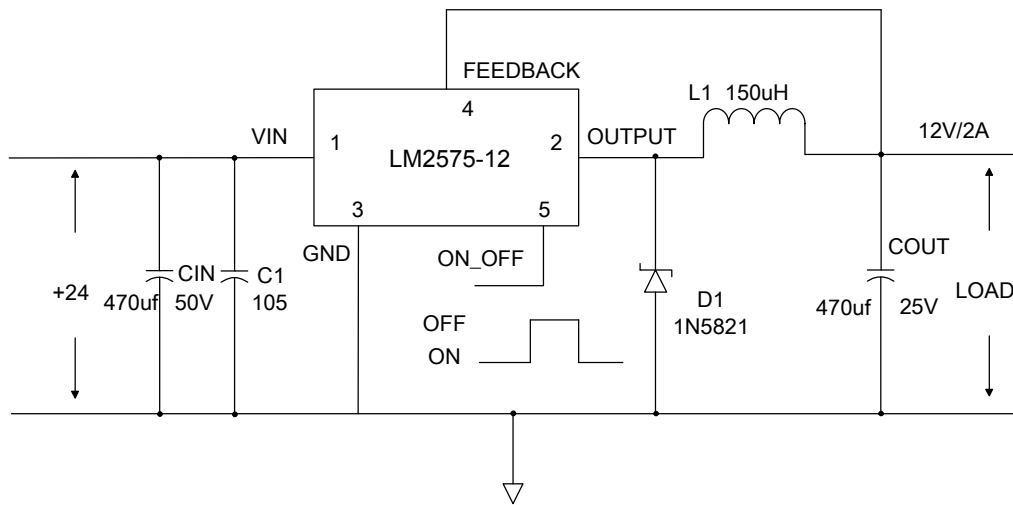 FEEDBACK
4
L1 150uH
VIN
1
LM2575-12
2
OUTPUT
12V/2A
3
5
GND
ON_OFF
COUT
+24
CIN
470uf 50V
C1
105
D1
1N5821
470uf 25V
LOAD
OFF
ON